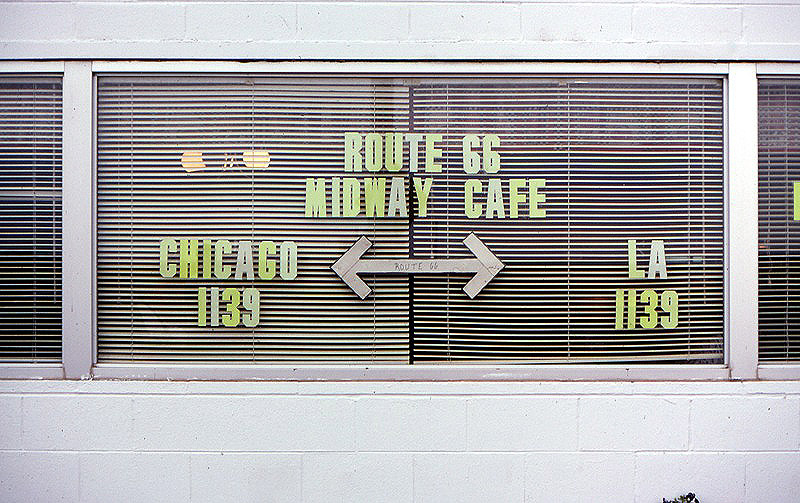 ROUTE 66
MIDWAY CAFE
CHICAGO
1139
ROUTE 66
LA
1139